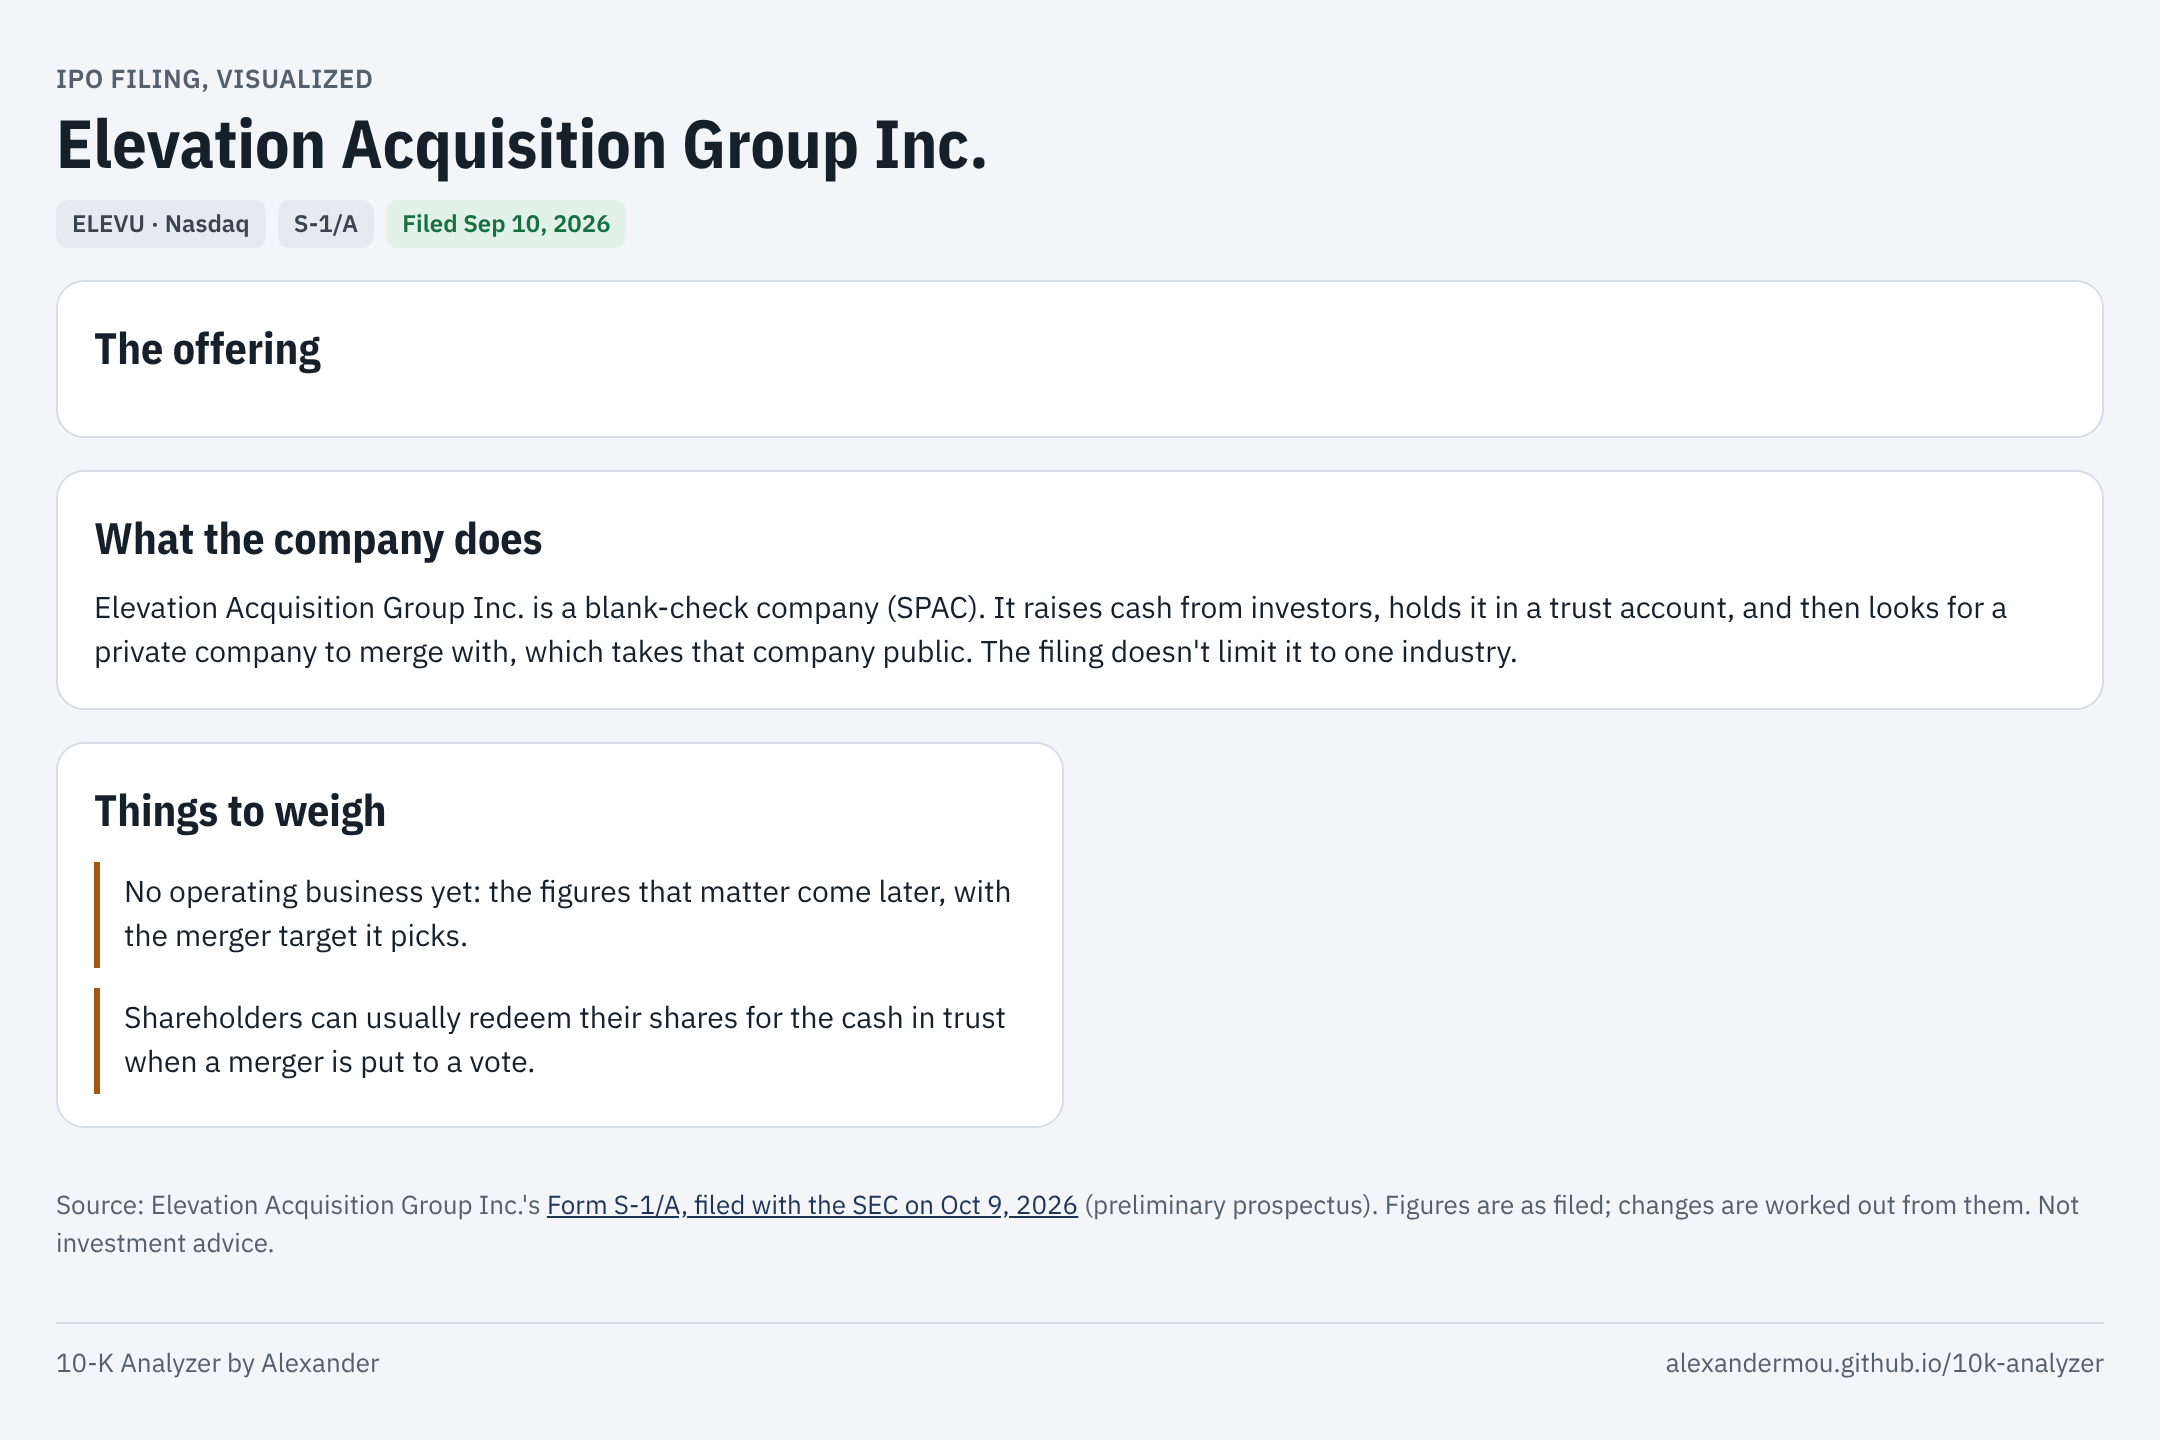 IPO FILING, VISUALIZED
Elevation Acquisition Group Inc.
ELEVU · Nasdaq S-1/A Filed Sep 10, 2026
The offering
What the company does
Elevation Acquisition Group Inc. is a blank-check company (SPAC). It raises cash from investors, holds it in a trust account, and then looks for a
private company to merge with, which takes that company public. The filing doesn't limit it to one industry.
Things to weigh
No operating business yet: the figures that matter come later, with
the merger target it picks.
Shareholders can usually redeem their shares for the cash in trust
when a merger is put to a vote.
Source: Elevation Acquisition Group Inc.'s Form S-1/A, filed with the SEC on Oct 9, 2026 (preliminary prospectus). Figures are as filed; changes are worked out from them. Not
investment advice.
10-K Analyzer by Alexander
alexandermou.github.io/10k-analyzer